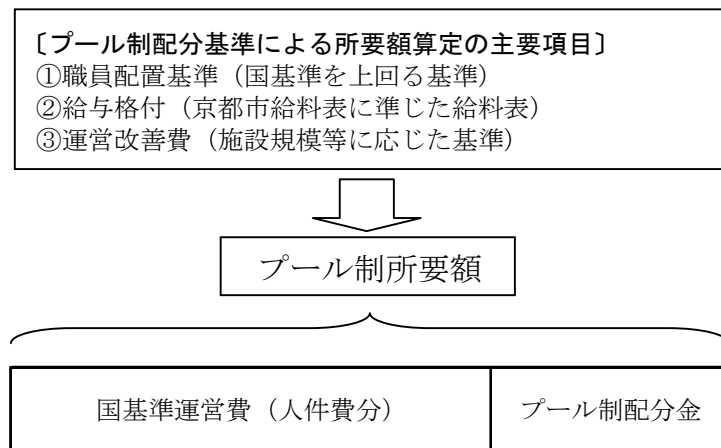 〔プール制配分基準による所要額算定の主要項目〕
①職員配置基準（国基準を上回る基準）
②給与格付（京都市給料表に準じた給料表）
③運営改善費（施設規模等に応じた基準）
プール制所要額
国基準運営費（人件費分）
プール制配分金